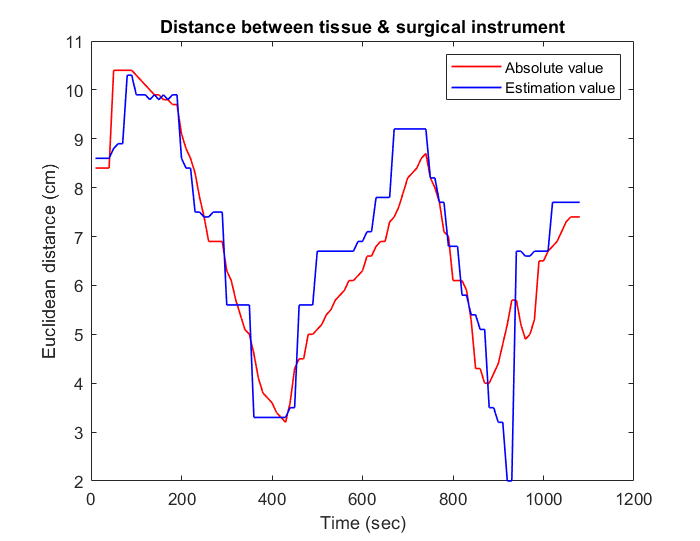 Distance between tissue & surgical instrument
Absolute value
Estimation value
Euclidean distance (cm)
11
10
9
8
7
6
5
4
3
2
0 200 400 600 800 1000 1200
Time (sec)